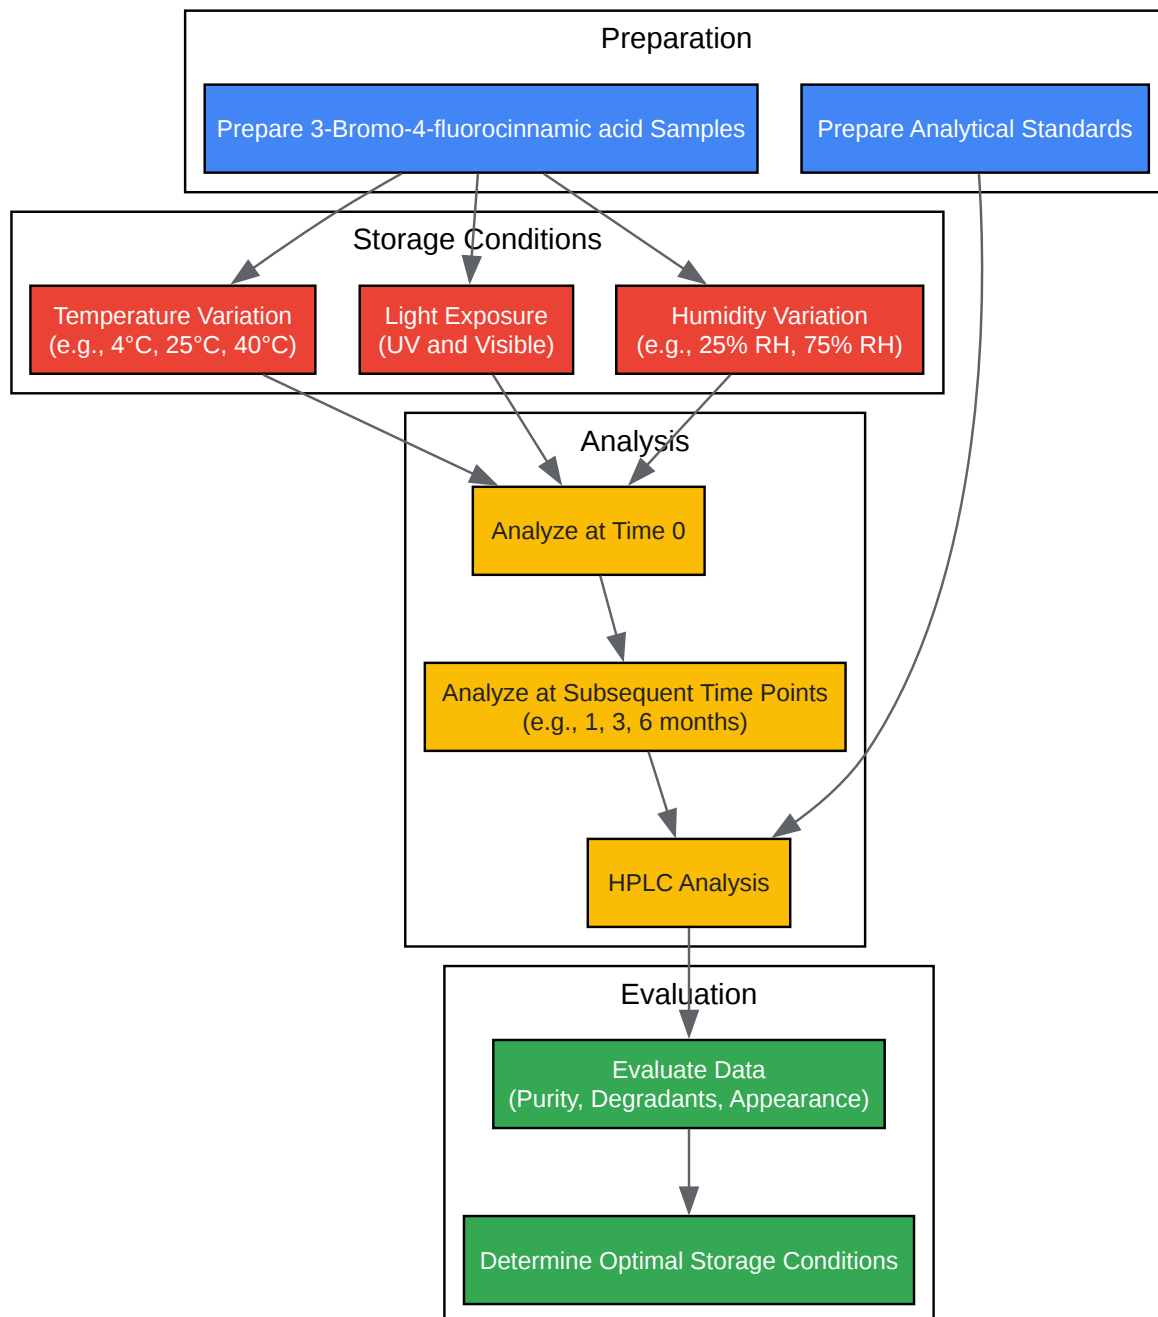 Preparation
Prepare 3-Bromo-4-fluorocinnamic acid Samples
Prepare Analytical Standards
Storage Conditions
Temperature Variation
(e.g., 4°C, 25°C, 40°C)
Light Exposure
(UV and Visible)
Humidity Variation
(e.g., 25% RH, 75% RH)
Analysis
Analyze at Time 0
Analyze at Subsequent Time Points
(e.g., 1, 3, 6 months)
HPLC Analysis
Evaluation
Evaluate Data
(Purity, Degradants, Appearance)
Determine Optimal Storage Conditions